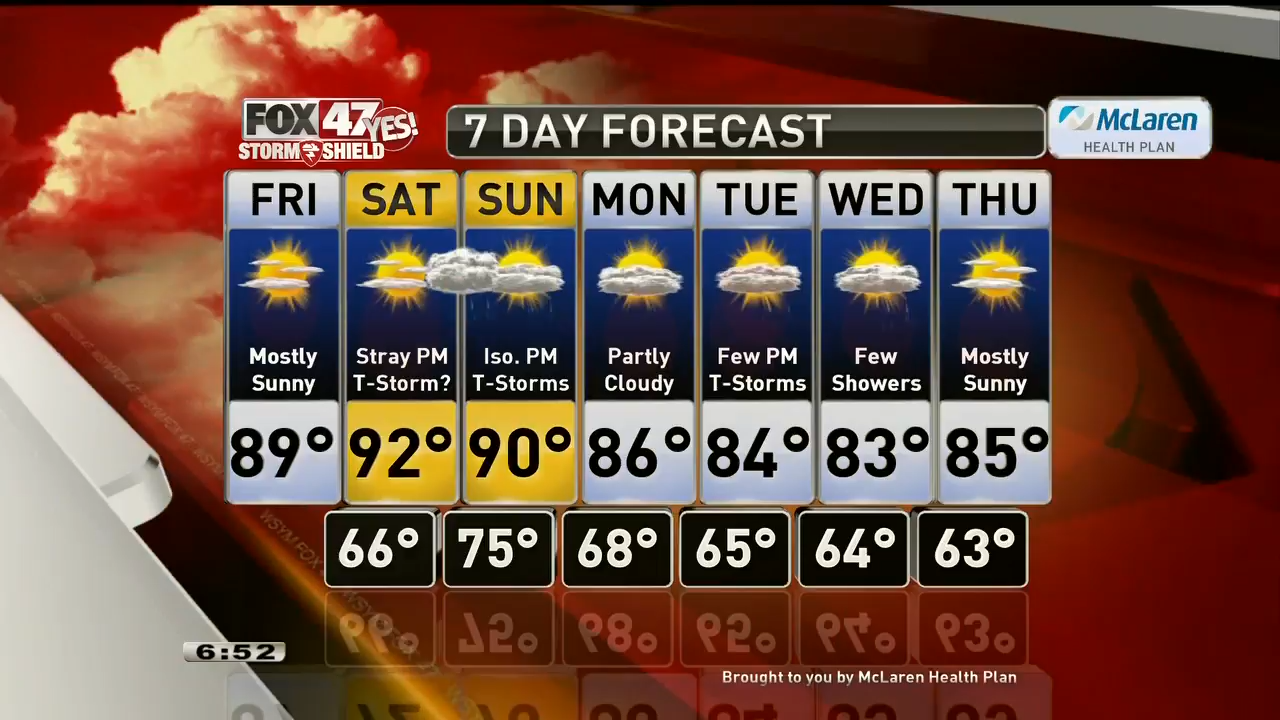 FOX 47 YES!
STORM SHIELD
7 DAY FORECAST
McLaren
HEALTH PLAN
FRI SAT SUN MON TUE WED THU
Mostly Stray PM Iso. PM Partly Few PM Few Mostly
Sunny T-Storm? T-Storms Cloudy T-Storms Showers Sunny
89° 92° 90° 86° 84° 83° 85°
66° 75° 68° 65° 64° 63°
WSYM FOX
6:52
Brought to you by McLaren Health Plan